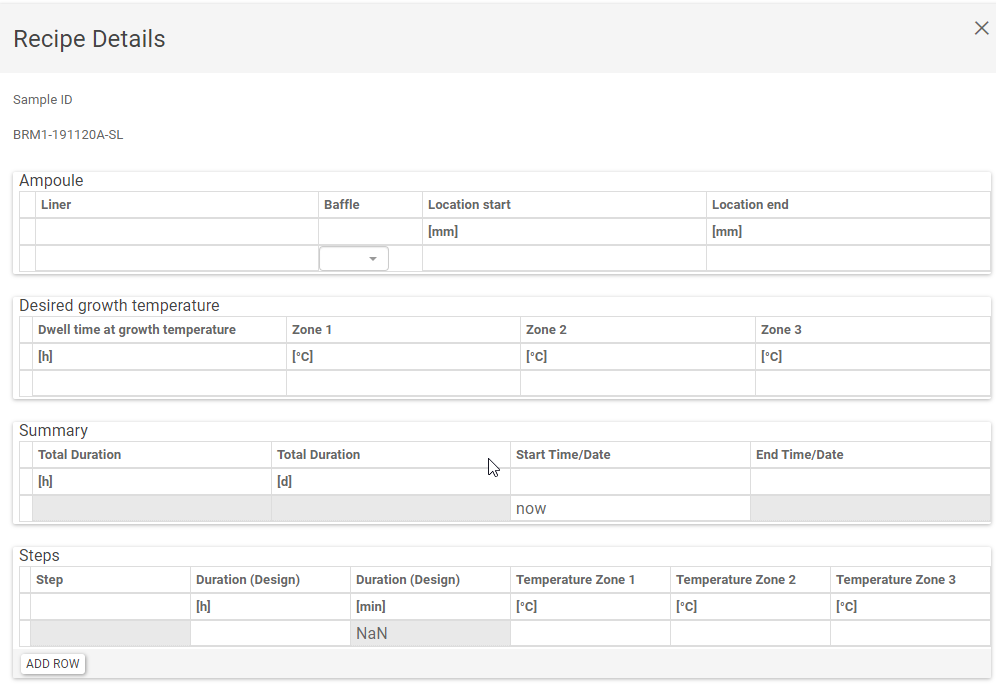 Recipe Details
Sample ID
BRM1-191120A-SL
Ampoule
Liner Baffle Location start Location end
[mm] [mm]
Desired growth temperature
Dwell time at growth temperature Zone 1 Zone 2 Zone 3
[h] [°C] [°C] [°C]
Summary
Total Duration Total Duration Start Time/Date End Time/Date
[h] [d]
now
Steps
Step Duration (Design) Duration (Design) Temperature Zone 1 Temperature Zone 2 Temperature Zone 3
[h] [min] [°C] [°C] [°C]
NaN
ADD ROW